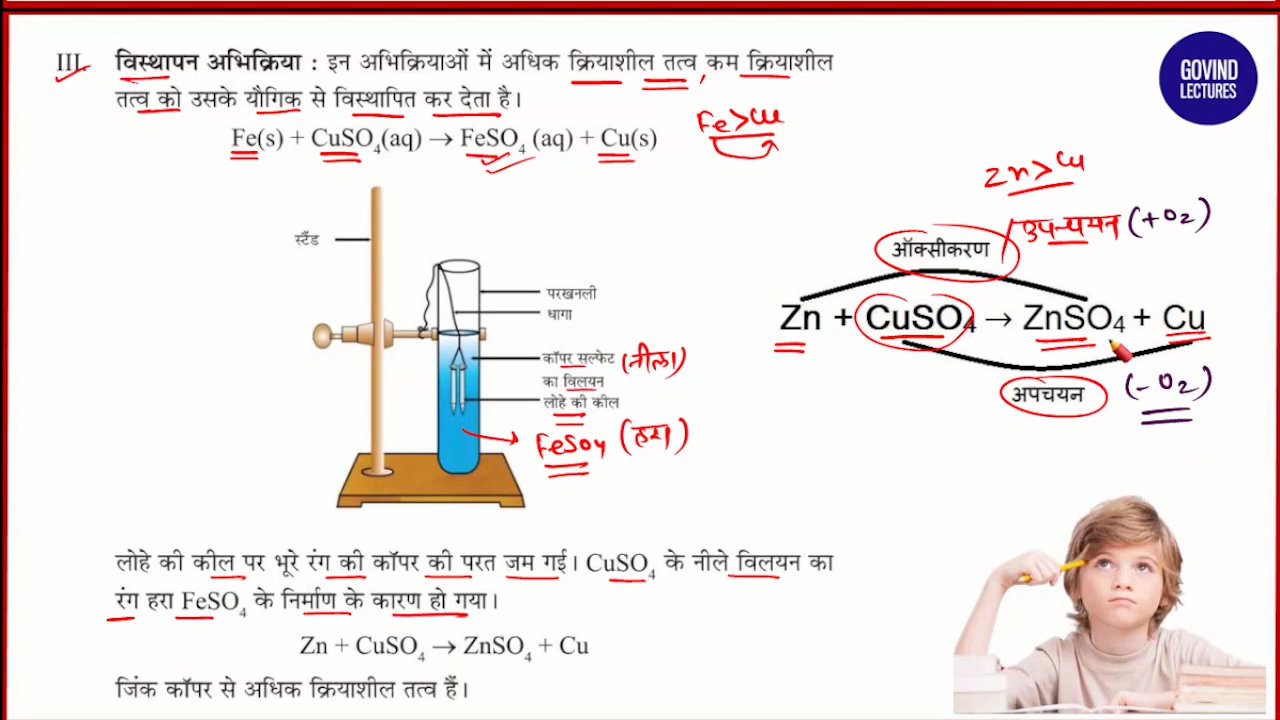 III. विस्थापन अभिक्रिया : इन अभिक्रियाओं में अधिक क्रियाशील तत्व, कम क्रियाशील
तत्व को उसके यौगिक से विस्थापित कर देता है।
Fe(s) + CuSO₄(aq) → FeSO₄ (aq) + Cu(s)
Fe>Cu
GOVIND
LECTURES
Zn>Cu
स्टैंड
परखनली
धागा
कॉपर सल्फेट (नीला)
का विलयन
लोहे की कील
FeSO4 (हरा)
ऑक्सीकरण / उपचयन (+O2)
Zn + CuSO₄ → ZnSO₄ + Cu
अपचयन (-O2)
लोहे की कील पर भूरे रंग की कॉपर की परत जम गई। CuSO₄ के नीले विलयन का
रंग हरा FeSO₄ के निर्माण के कारण हो गया।
Zn + CuSO₄ → ZnSO₄ + Cu
जिंक कॉपर से अधिक क्रियाशील तत्व हैं।